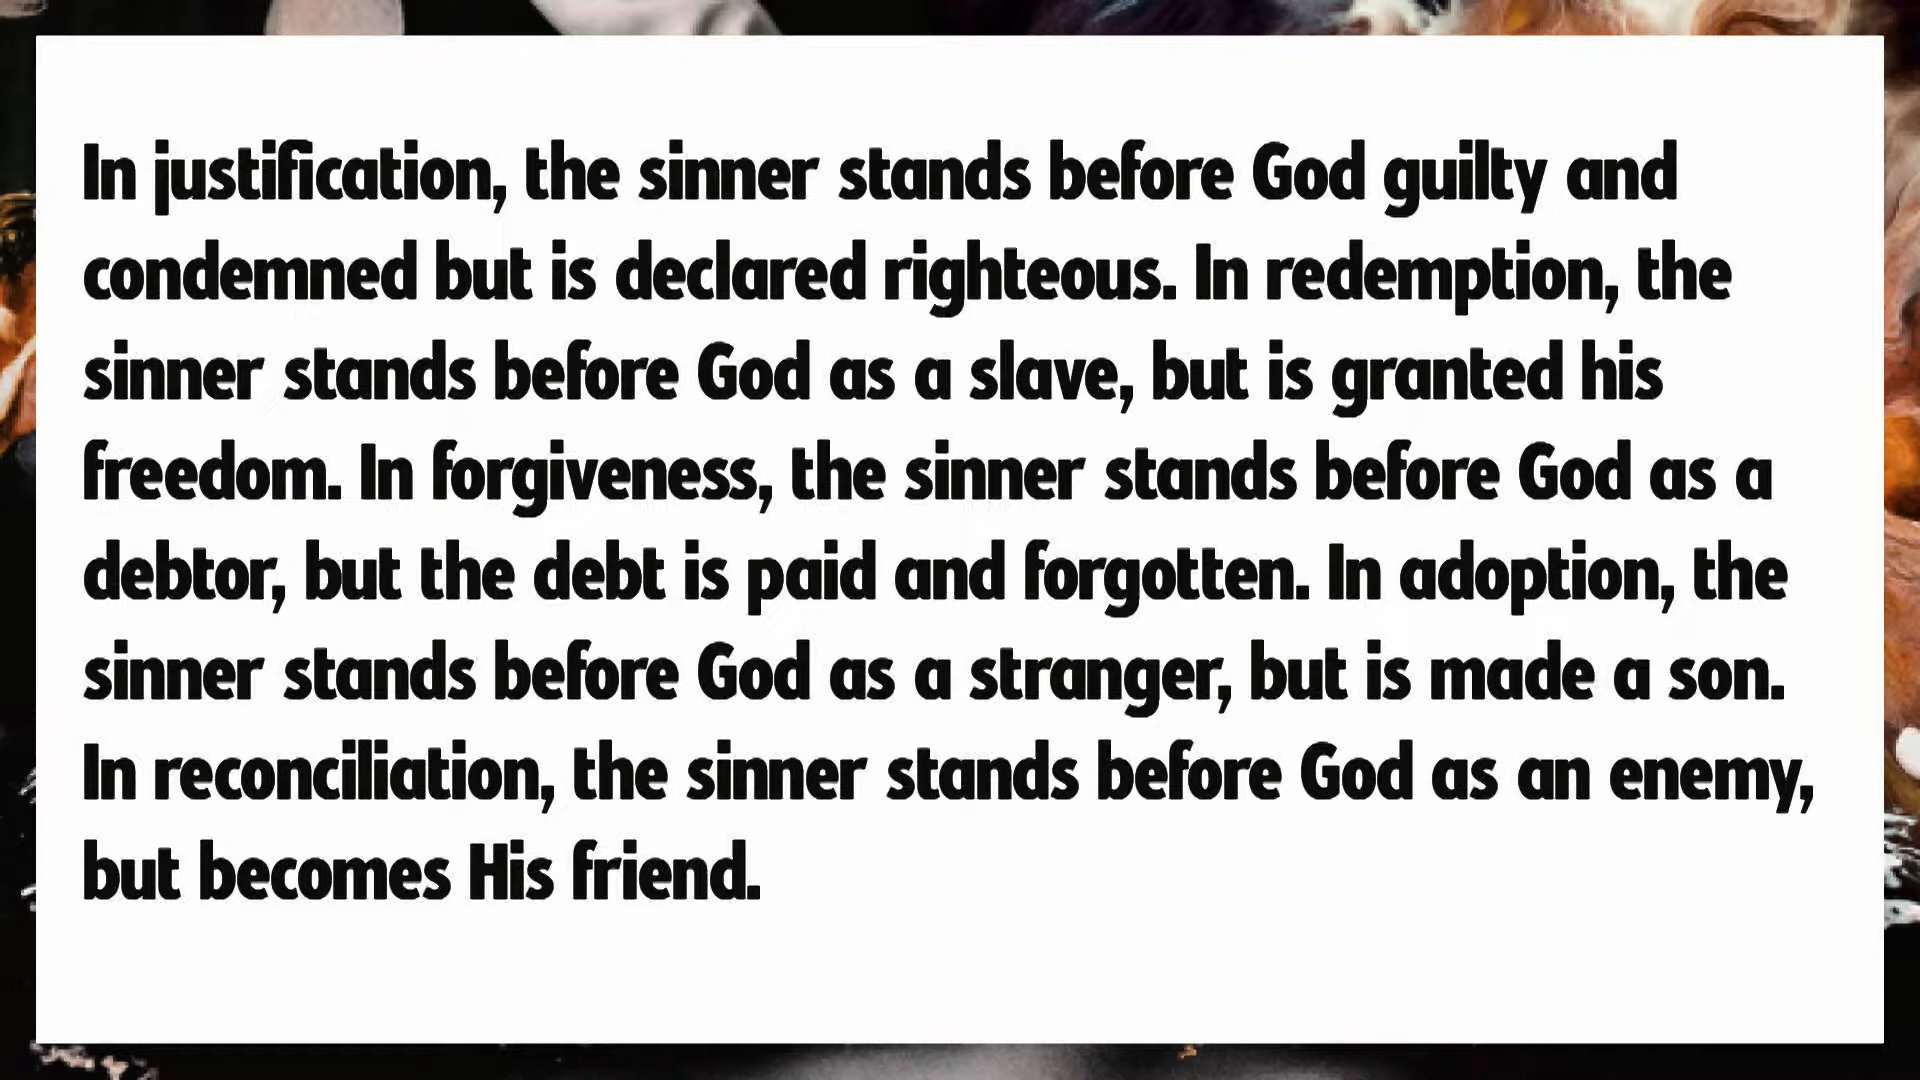 In justification, the sinner stands before God guilty and
condemned but is declared righteous. In redemption, the
sinner stands before God as a slave, but is granted his
freedom. In forgiveness, the sinner stands before God as a
debtor, but the debt is paid and forgotten. In adoption, the
sinner stands before God as a stranger, but is made a son.
In reconciliation, the sinner stands before God as an enemy,
but becomes His friend.